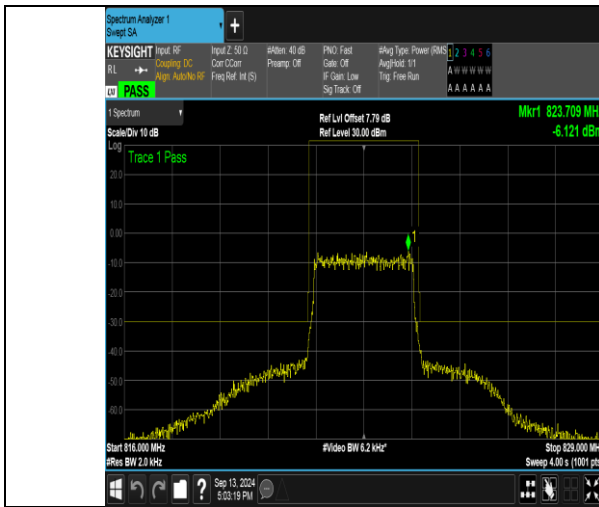 Spectrum Analyzer 1
Swept SA
+
KEYSIGHT Input: RF Input Z: 50 Ω #Atten: 40 dB PNO: Fast #Avg Type: Power (RMS 1 2 3 4 5 6
RL Coupling: DC Corr CCorr Preamp: Off Gate: Off Avg|Hold: 1/1 A W W W W W
Align: Auto/No RF Freq Ref: Int (S) IF Gain: Low Trig: Free Run
LXI PASS Sig Track: Off A A A A A A
1 Spectrum Ref Lvl Offset 7.79 dB Mkr1 823.709 MH
Scale/Div 10 dB Ref Level 30.00 dBm -6.121 dBr
Log
Trace 1 Pass
20.0
10.0
0.00
1
-10.0
-20.0
-30.0
-40.0
-50.0
-60.0
Start 816.000 MHz #Video BW 6.2 kHz* Stop 829.000 MH
#Res BW 2.0 kHz Sweep 4.00 s (1001 pts
? Sep 13, 2024
5:03:19 PM